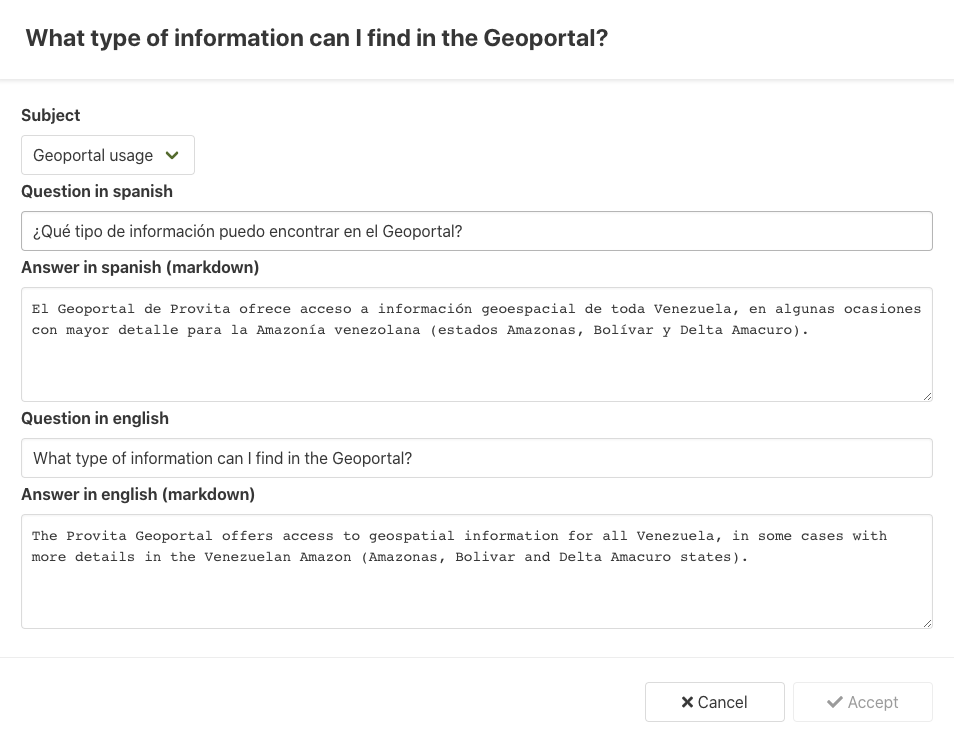 What type of information can I find in the Geoportal?
Subject
Geoportal usage
Question in spanish
¿Qué tipo de información puedo encontrar en el Geoportal?
Answer in spanish (markdown)
El Geoportal de Provita ofrece acceso a información geoespacial de toda Venezuela, en algunas ocasiones
con mayor detalle para la Amazonía venezolana (estados Amazonas, Bolívar y Delta Amacuro).
Question in english
What type of information can I find in the Geoportal?
Answer in english (markdown)
The Provita Geoportal offers access to geospatial information for all Venezuela, in some cases with
more details in the Venezuelan Amazon (Amazonas, Bolivar and Delta Amacuro states).
Cancel
Accept